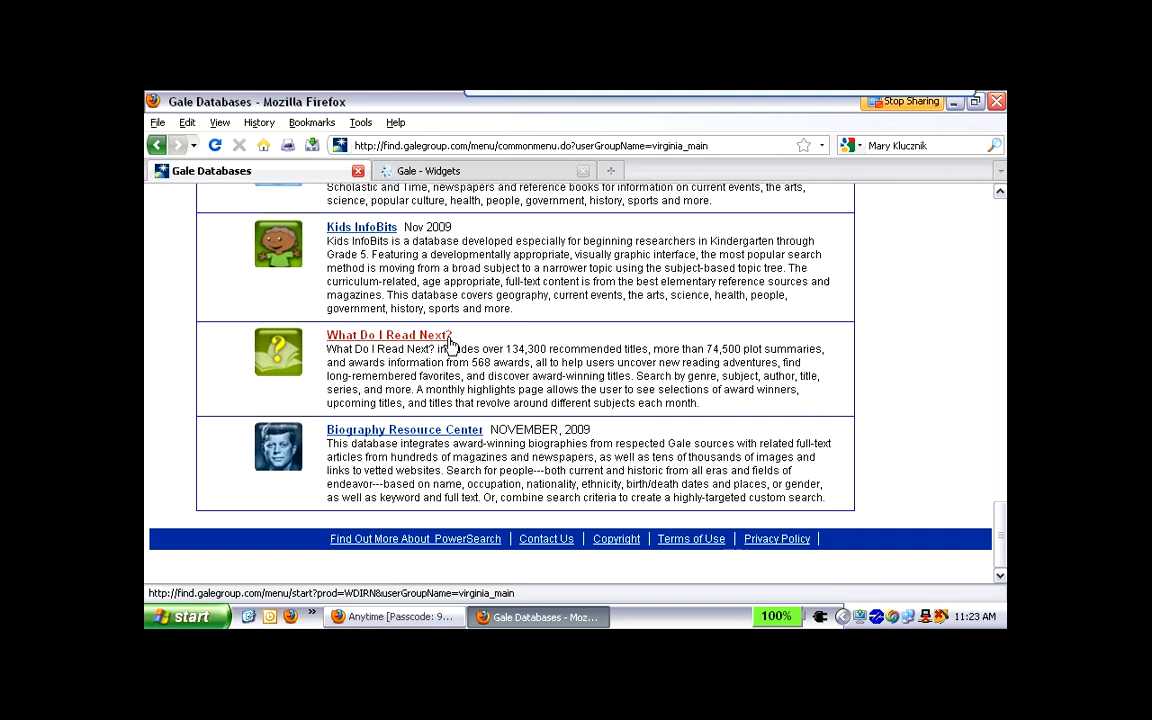 Gale Databases - Mozilla Firefox
Stop Sharing
File Edit View History Bookmarks Tools Help
http://find.galegroup.com/menu/commonmenu.do?userGroupName=virginia_main
Mary Klucznik
Gale Databases
Gale - Widgets
Scholastic and Time, newspapers and reference books for information on current events, the arts,
science, popular culture, health, people, government, history, sports and more.
Kids InfoBits Nov 2009
Kids InfoBits is a database developed especially for beginning researchers in Kindergarten through
Grade 5. Featuring a developmentally appropriate, visually graphic interface, the most popular search
method is moving from a broad subject to a narrower topic using the subject-based topic tree. The
curriculum-related, age appropriate, full-text content is from the best elementary reference sources and
magazines. This database covers geography, current events, the arts, science, health, people,
government, history, sports and more.
What Do I Read Next?
What Do I Read Next? includes over 134,300 recommended titles, more than 74,500 plot summaries,
and awards information from 568 awards, all to help users uncover new reading adventures, find
long-remembered favorites, and discover award-winning titles. Search by genre, subject, author, title,
series, and more. A monthly highlights page allows the user to see selections of award winners,
upcoming titles, and titles that revolve around different subjects each month.
Biography Resource Center NOVEMBER, 2009
This database integrates award-winning biographies from respected Gale sources with related full-text
articles from hundreds of magazines and newspapers, as well as tens of thousands of images and
links to vetted websites. Search for people---both current and historic from all eras and fields of
endeavor---based on name, occupation, nationality, ethnicity, birth/death dates and places, or gender,
as well as keyword and full text. Or, combine search criteria to create a highly-targeted custom search.
Find Out More About PowerSearch | Contact Us | Copyright | Terms of Use | Privacy Policy |
http://find.galegroup.com/menu/start?prod=WDIRN&userGroupName=virginia_main
start
Anytime [Passcode: 9...
Gale Databases - Moz...
100%
11:23 AM